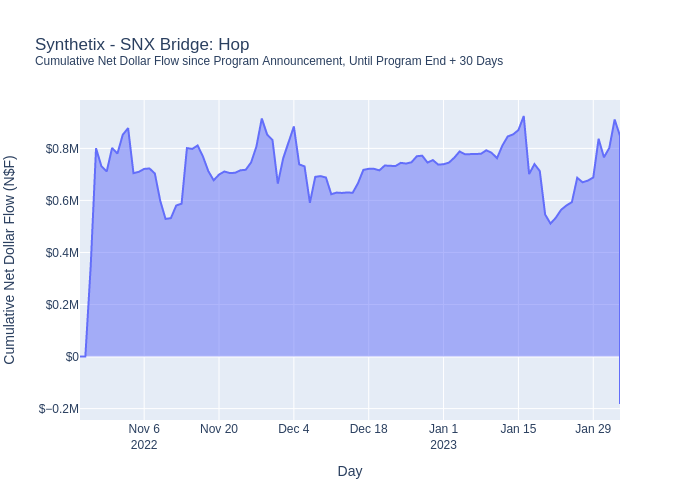 Synthetix - SNX Bridge: Hop
Cumulative Net Dollar Flow since Program Announcement, Until Program End + 30 Days
Cumulative Net Dollar Flow (N$F)
$0.8M
$0.6M
$0.4M
$0.2M
$0
$−0.2M
Nov 6
2022
Nov 20
Dec 4
Dec 18
Jan 1
2023
Jan 15
Jan 29
Day